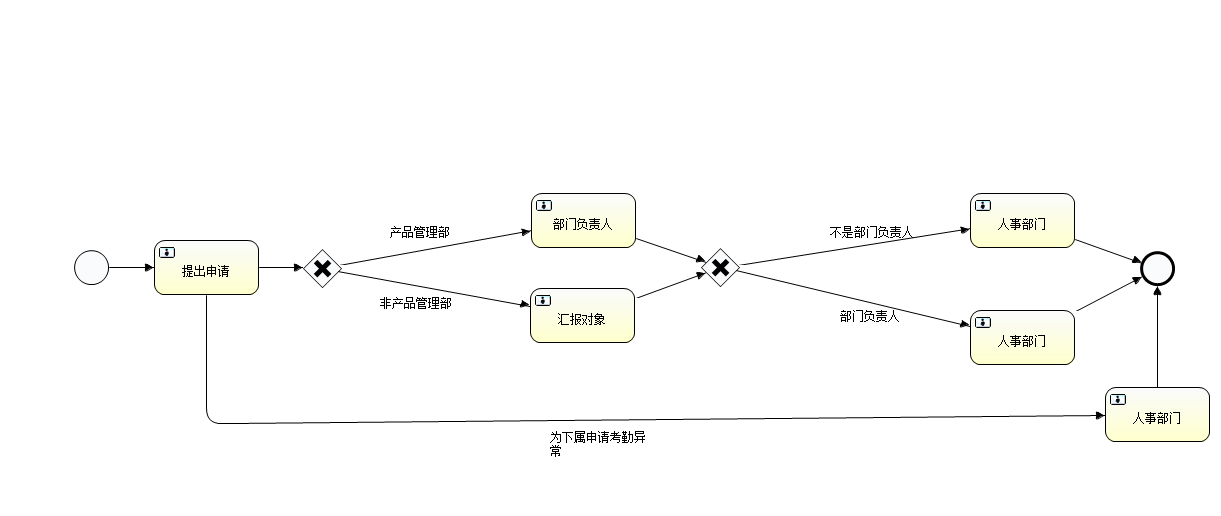 产品管理部
部门负责人
不是部门负责人
人事部门
提出申请
非产品管理部
汇报对象
部门负责人
人事部门
为下属申请考勤异
常
人事部门